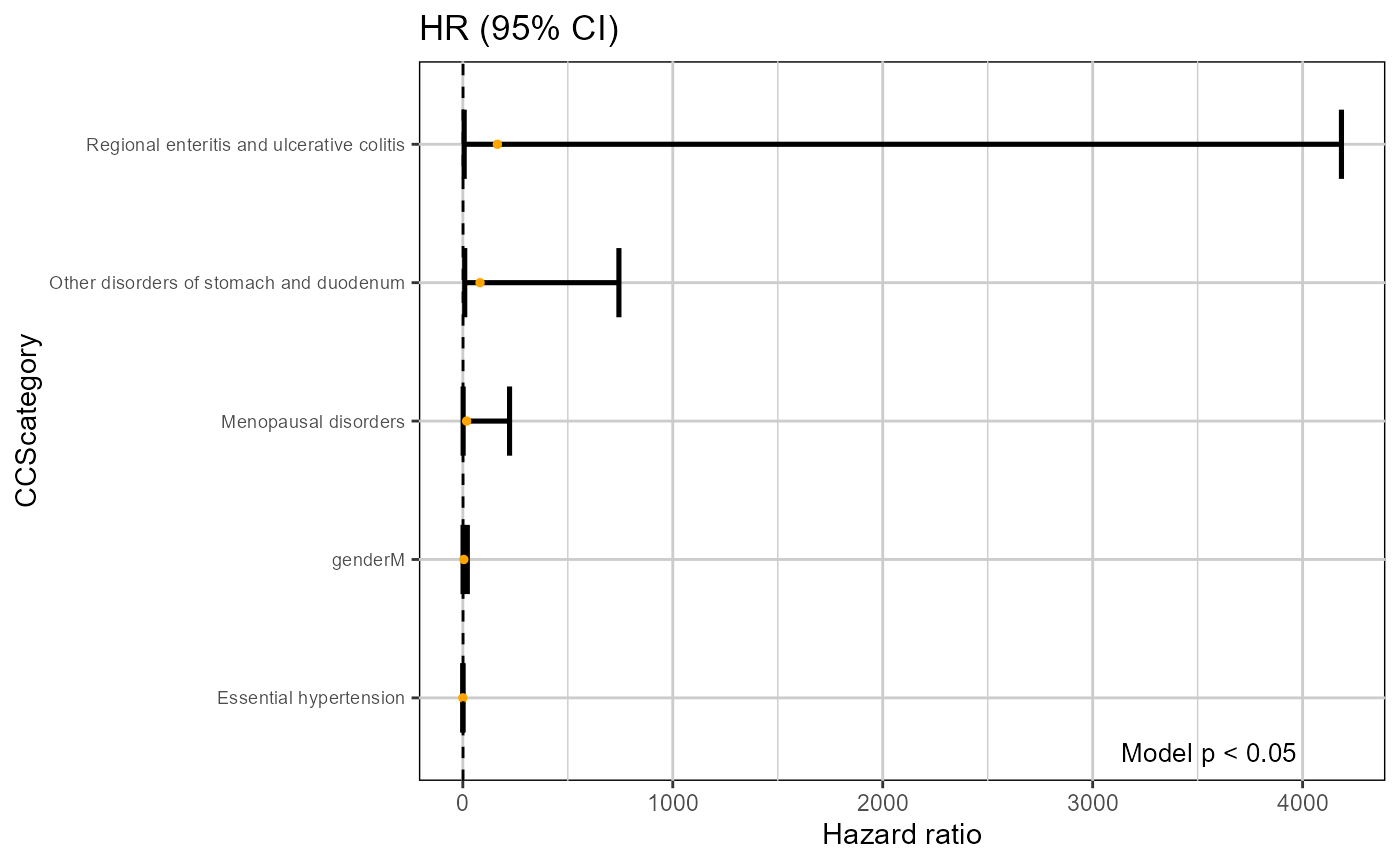 HR (95% CI)
Regional enteritis and ulcerative colitis
Other disorders of stomach and duodenum
Menopausal disorders
genderM
Essential hypertension
CCScategory
Model p < 0.05
0 1000 2000 3000 4000
Hazard ratio